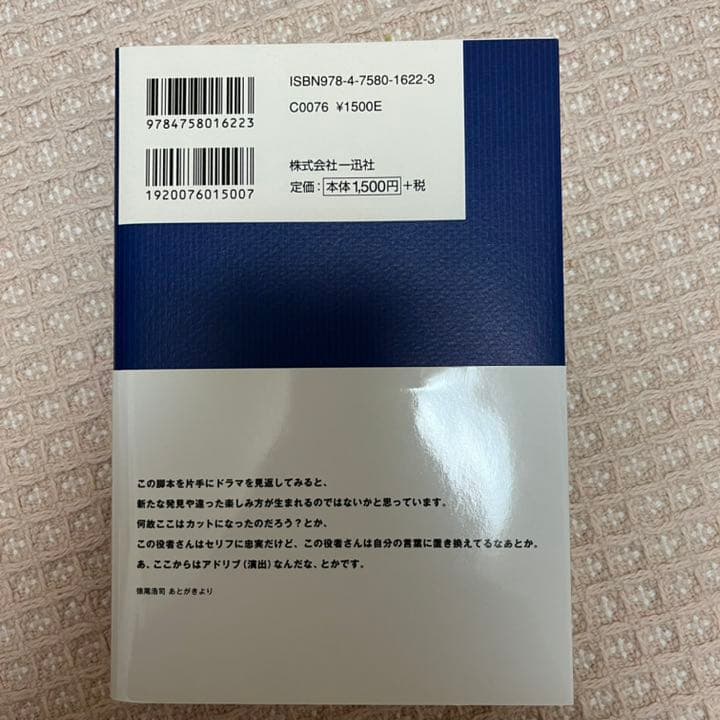 ISBN978-4-7580-1622-3
C0076 ¥1500E
9784758016223
株式会社一迅社
定価：本体1,500円＋税
1920076015007
この脚本を片手にドラマを見返してみると、
新たな発見や違った楽しみ方が生まれるのではないかと思っています。
何故ここはカットになったのだろう？とか、
この役者さんはセリフに忠実だけど、この役者さんは自分の言葉に置き換えてるなあとか。
あ、ここからはアドリブ（演出）なんだな、とかです。
徳尾浩司 あとがきより